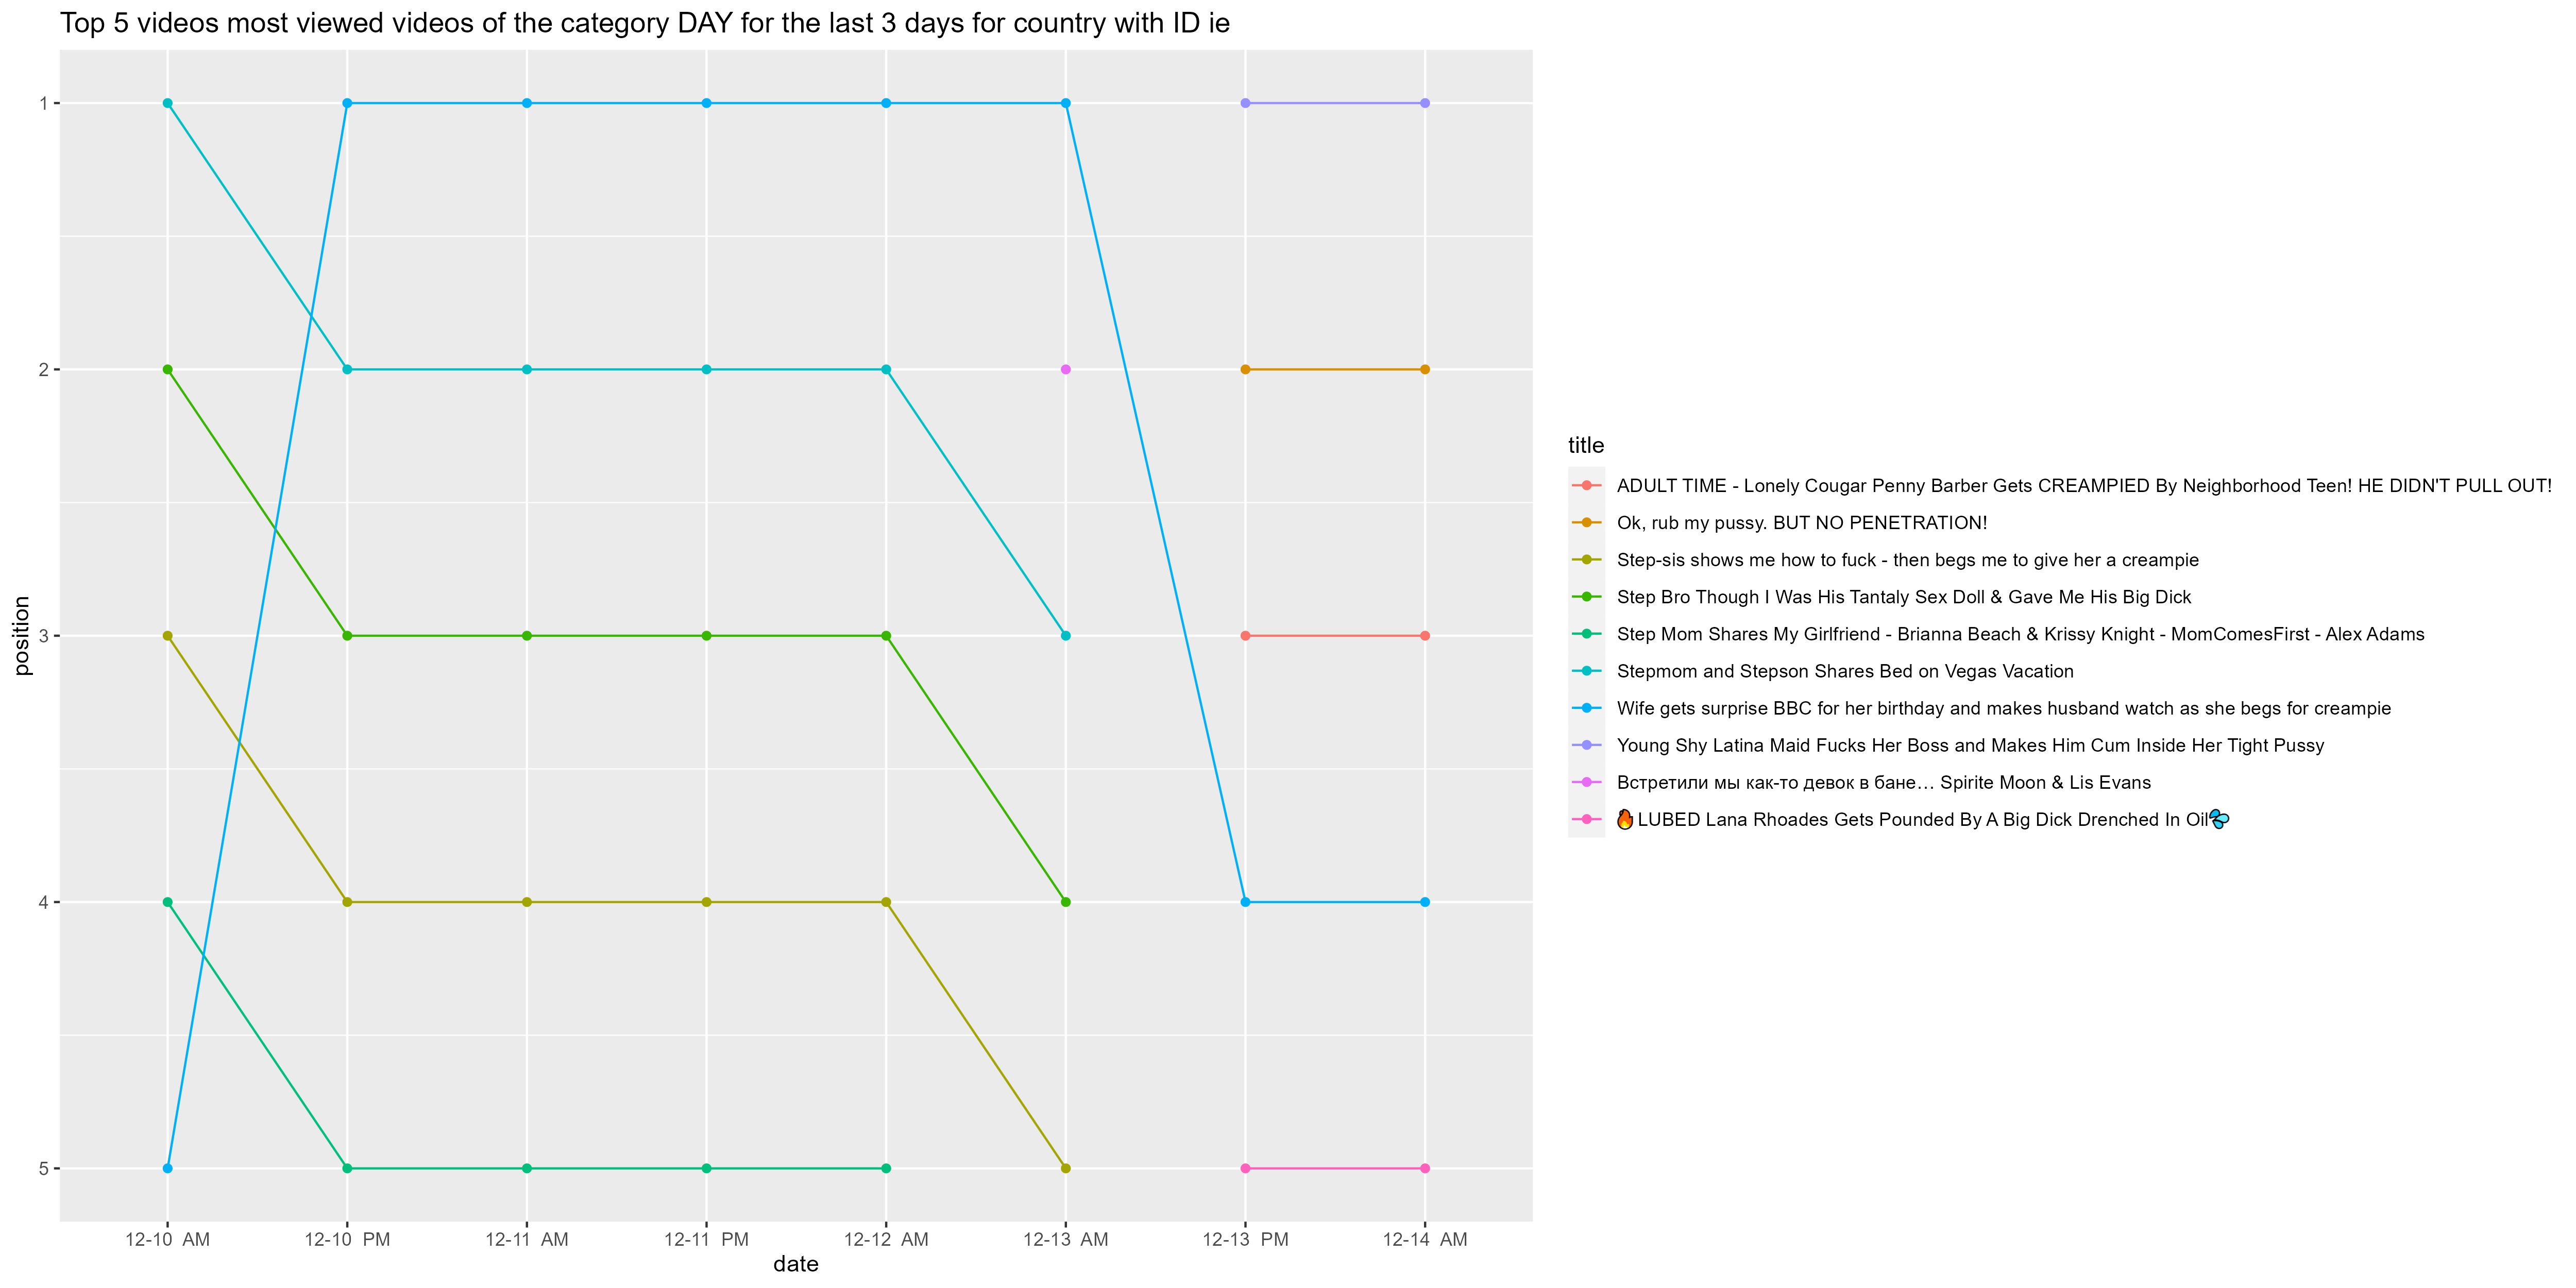 Top 5 videos most viewed videos of the category DAY for the last 3 days for country with ID ie
position
1
2
3
4
5
12-10 AM
12-10 PM
12-11 AM
12-11 PM
12-12 AM
12-13 AM
12-13 PM
12-14 AM
date
title
ADULT TIME - Lonely Cougar Penny Barber Gets CREAMPIED By Neighborhood Teen! HE DIDN'T PULL OUT!
Ok, rub my pussy. BUT NO PENETRATION!
Step-sis shows me how to fuck - then begs me to give her a creampie
Step Bro Though I Was His Tantaly Sex Doll & Gave Me His Big Dick
Step Mom Shares My Girlfriend - Brianna Beach & Krissy Knight - MomComesFirst - Alex Adams
Stepmom and Stepson Shares Bed on Vegas Vacation
Wife gets surprise BBC for her birthday and makes husband watch as she begs for creampie
Young Shy Latina Maid Fucks Her Boss and Makes Him Cum Inside Her Tight Pussy
Встретили мы как-то девок в бане… Spirite Moon & Lis Evans
🔥LUBED Lana Rhoades Gets Pounded By A Big Dick Drenched In Oil💦